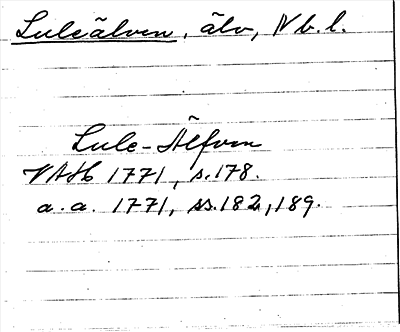 Luleälven, älv, Nb. l.
Lule-Älfven
VAH 1771, s. 178.
a. a. 1771, ss. 182, 189.